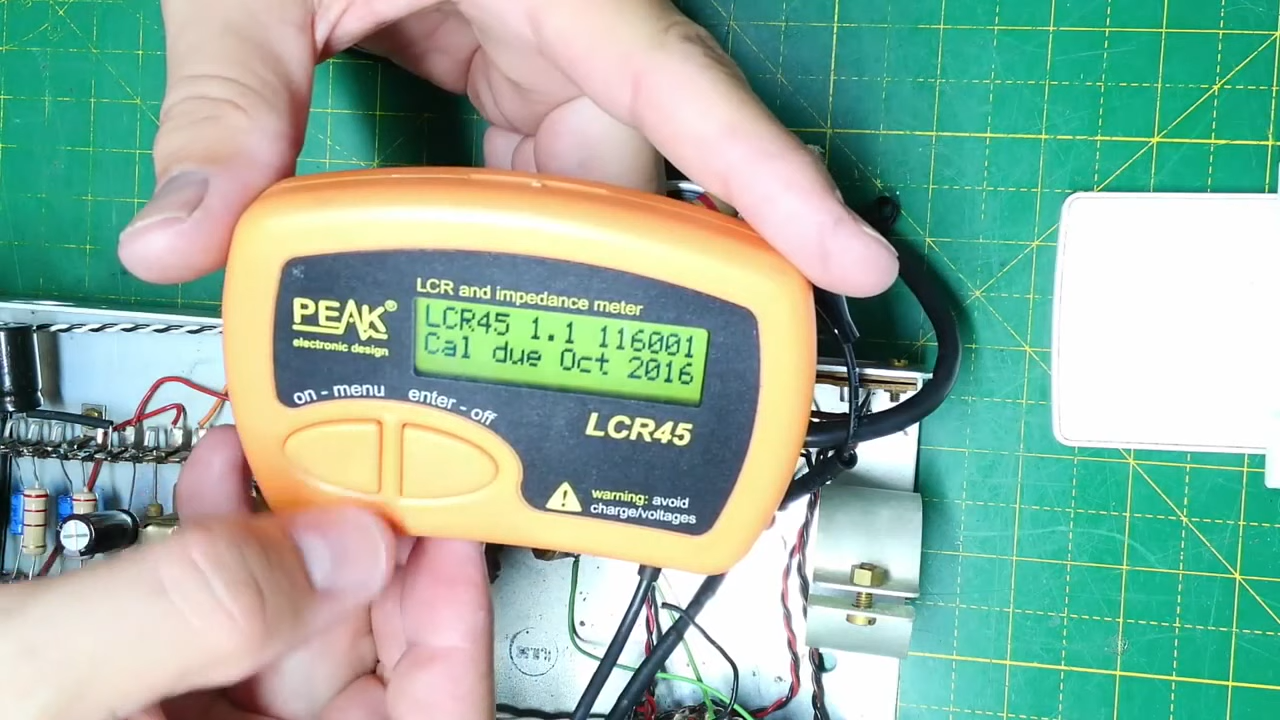 LCR and impedance meter
PEAK®
electronic design
LCR45 1.1 116001
Cal due Oct 2016
on - menu
enter - off
LCR45
warning: avoid
charge/voltages